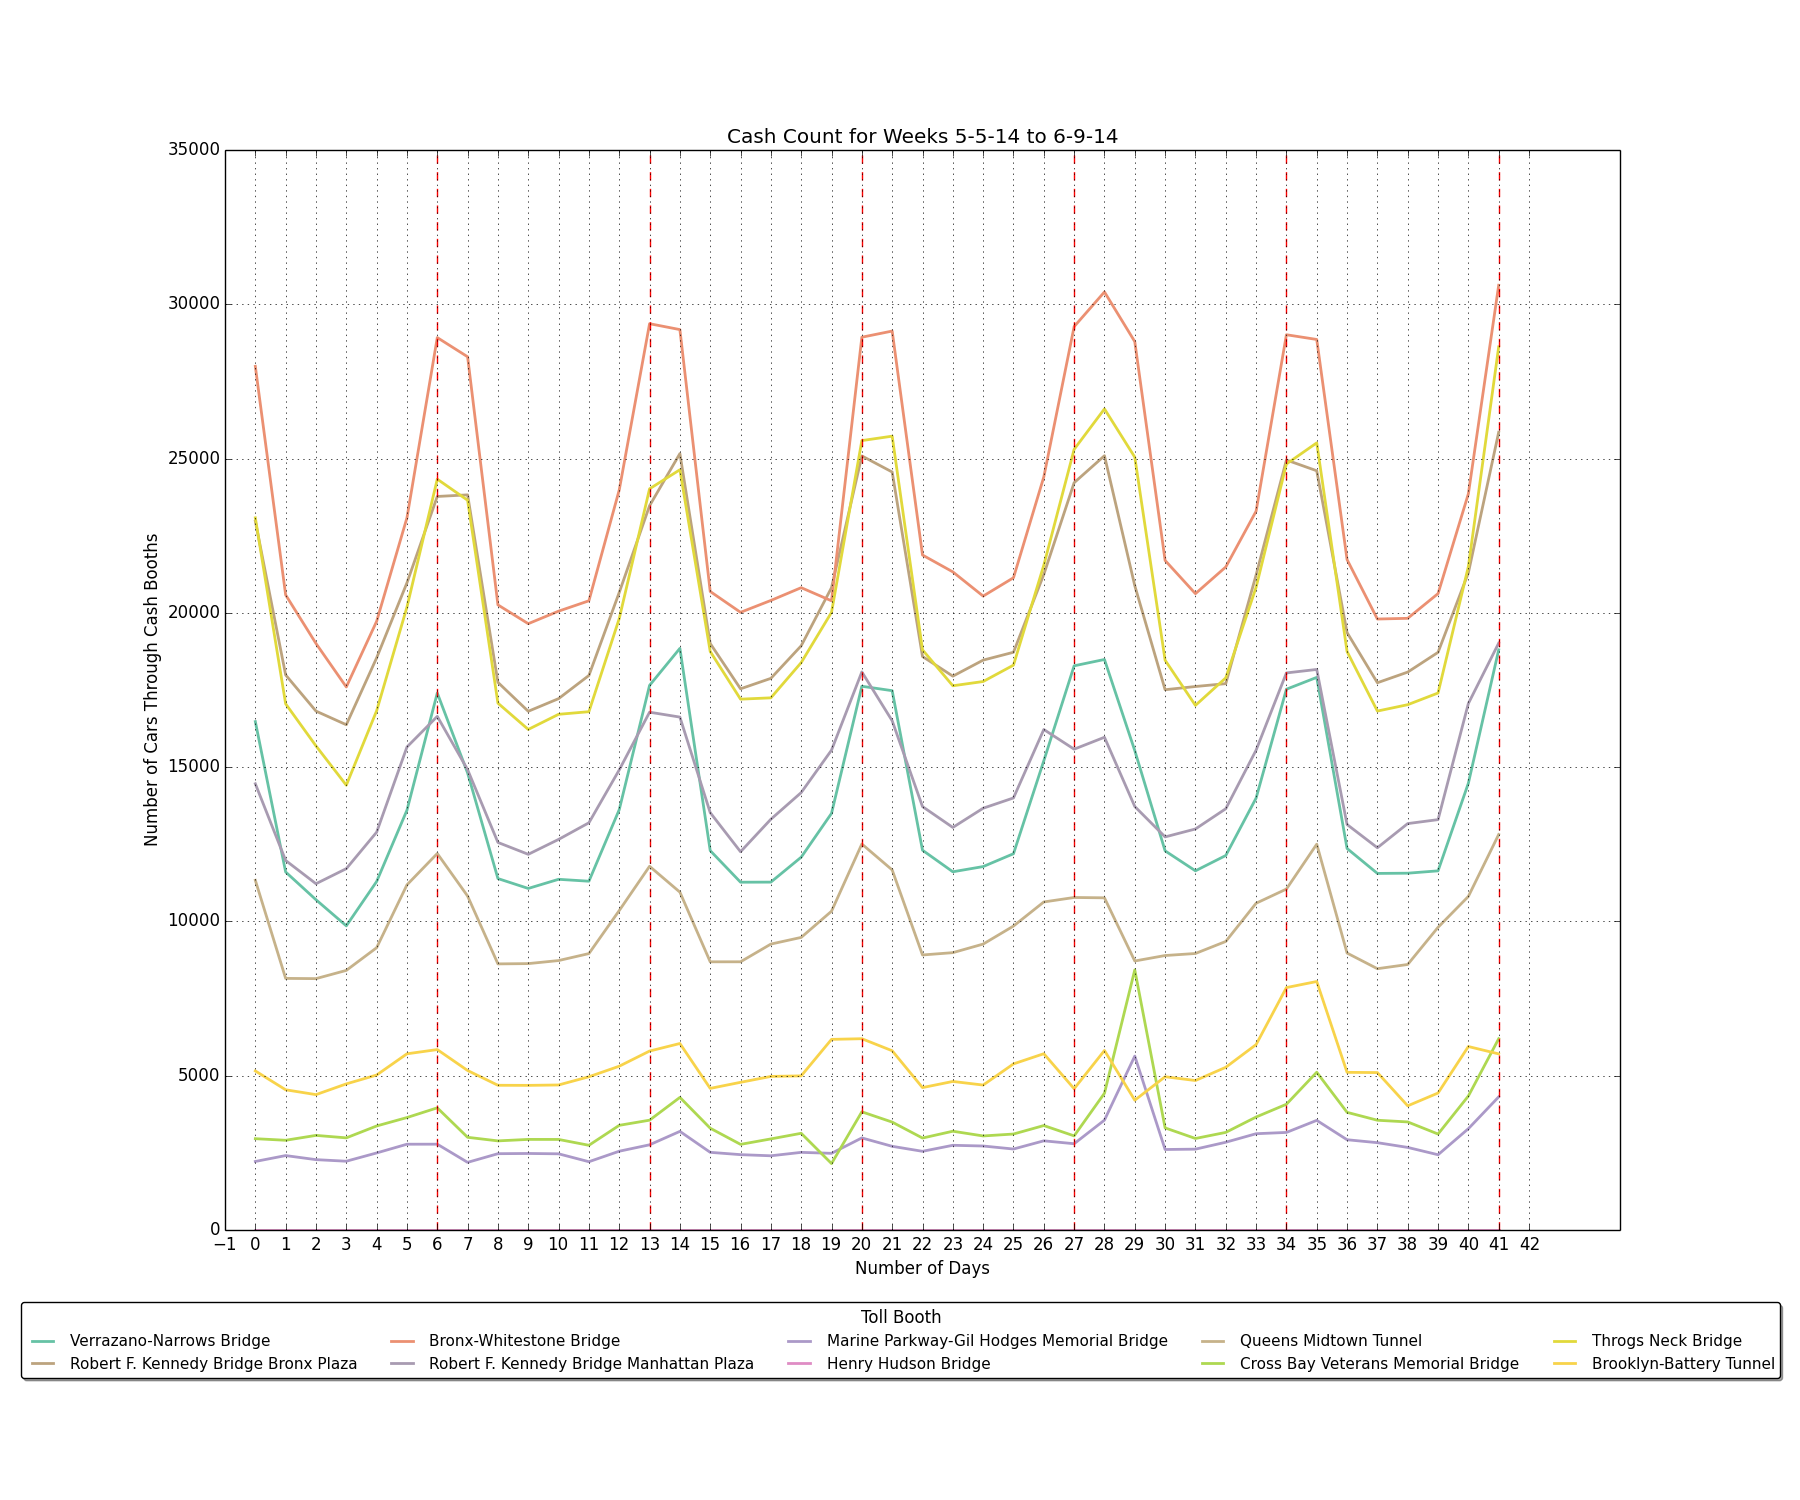 Cash Count for Weeks 5-5-14 to 6-9-14
35000
30000
25000
20000
15000
10000
5000
0
Number of Cars Through Cash Booths
−1 0 1 2 3 4 5 6 7 8 9 10 11 12 13 14 15 16 17 18 19 20 21 22 23 24 25 26 27 28 29 30 31 32 33 34 35 36 37 38 39 40 41 42
Number of Days
Toll Booth
Verrazano-Narrows Bridge Bronx-Whitestone Bridge Marine Parkway-Gil Hodges Memorial Bridge Queens Midtown Tunnel Throgs Neck Bridge
Robert F. Kennedy Bridge Bronx Plaza Robert F. Kennedy Bridge Manhattan Plaza Henry Hudson Bridge Cross Bay Veterans Memorial Bridge Brooklyn-Battery Tunnel